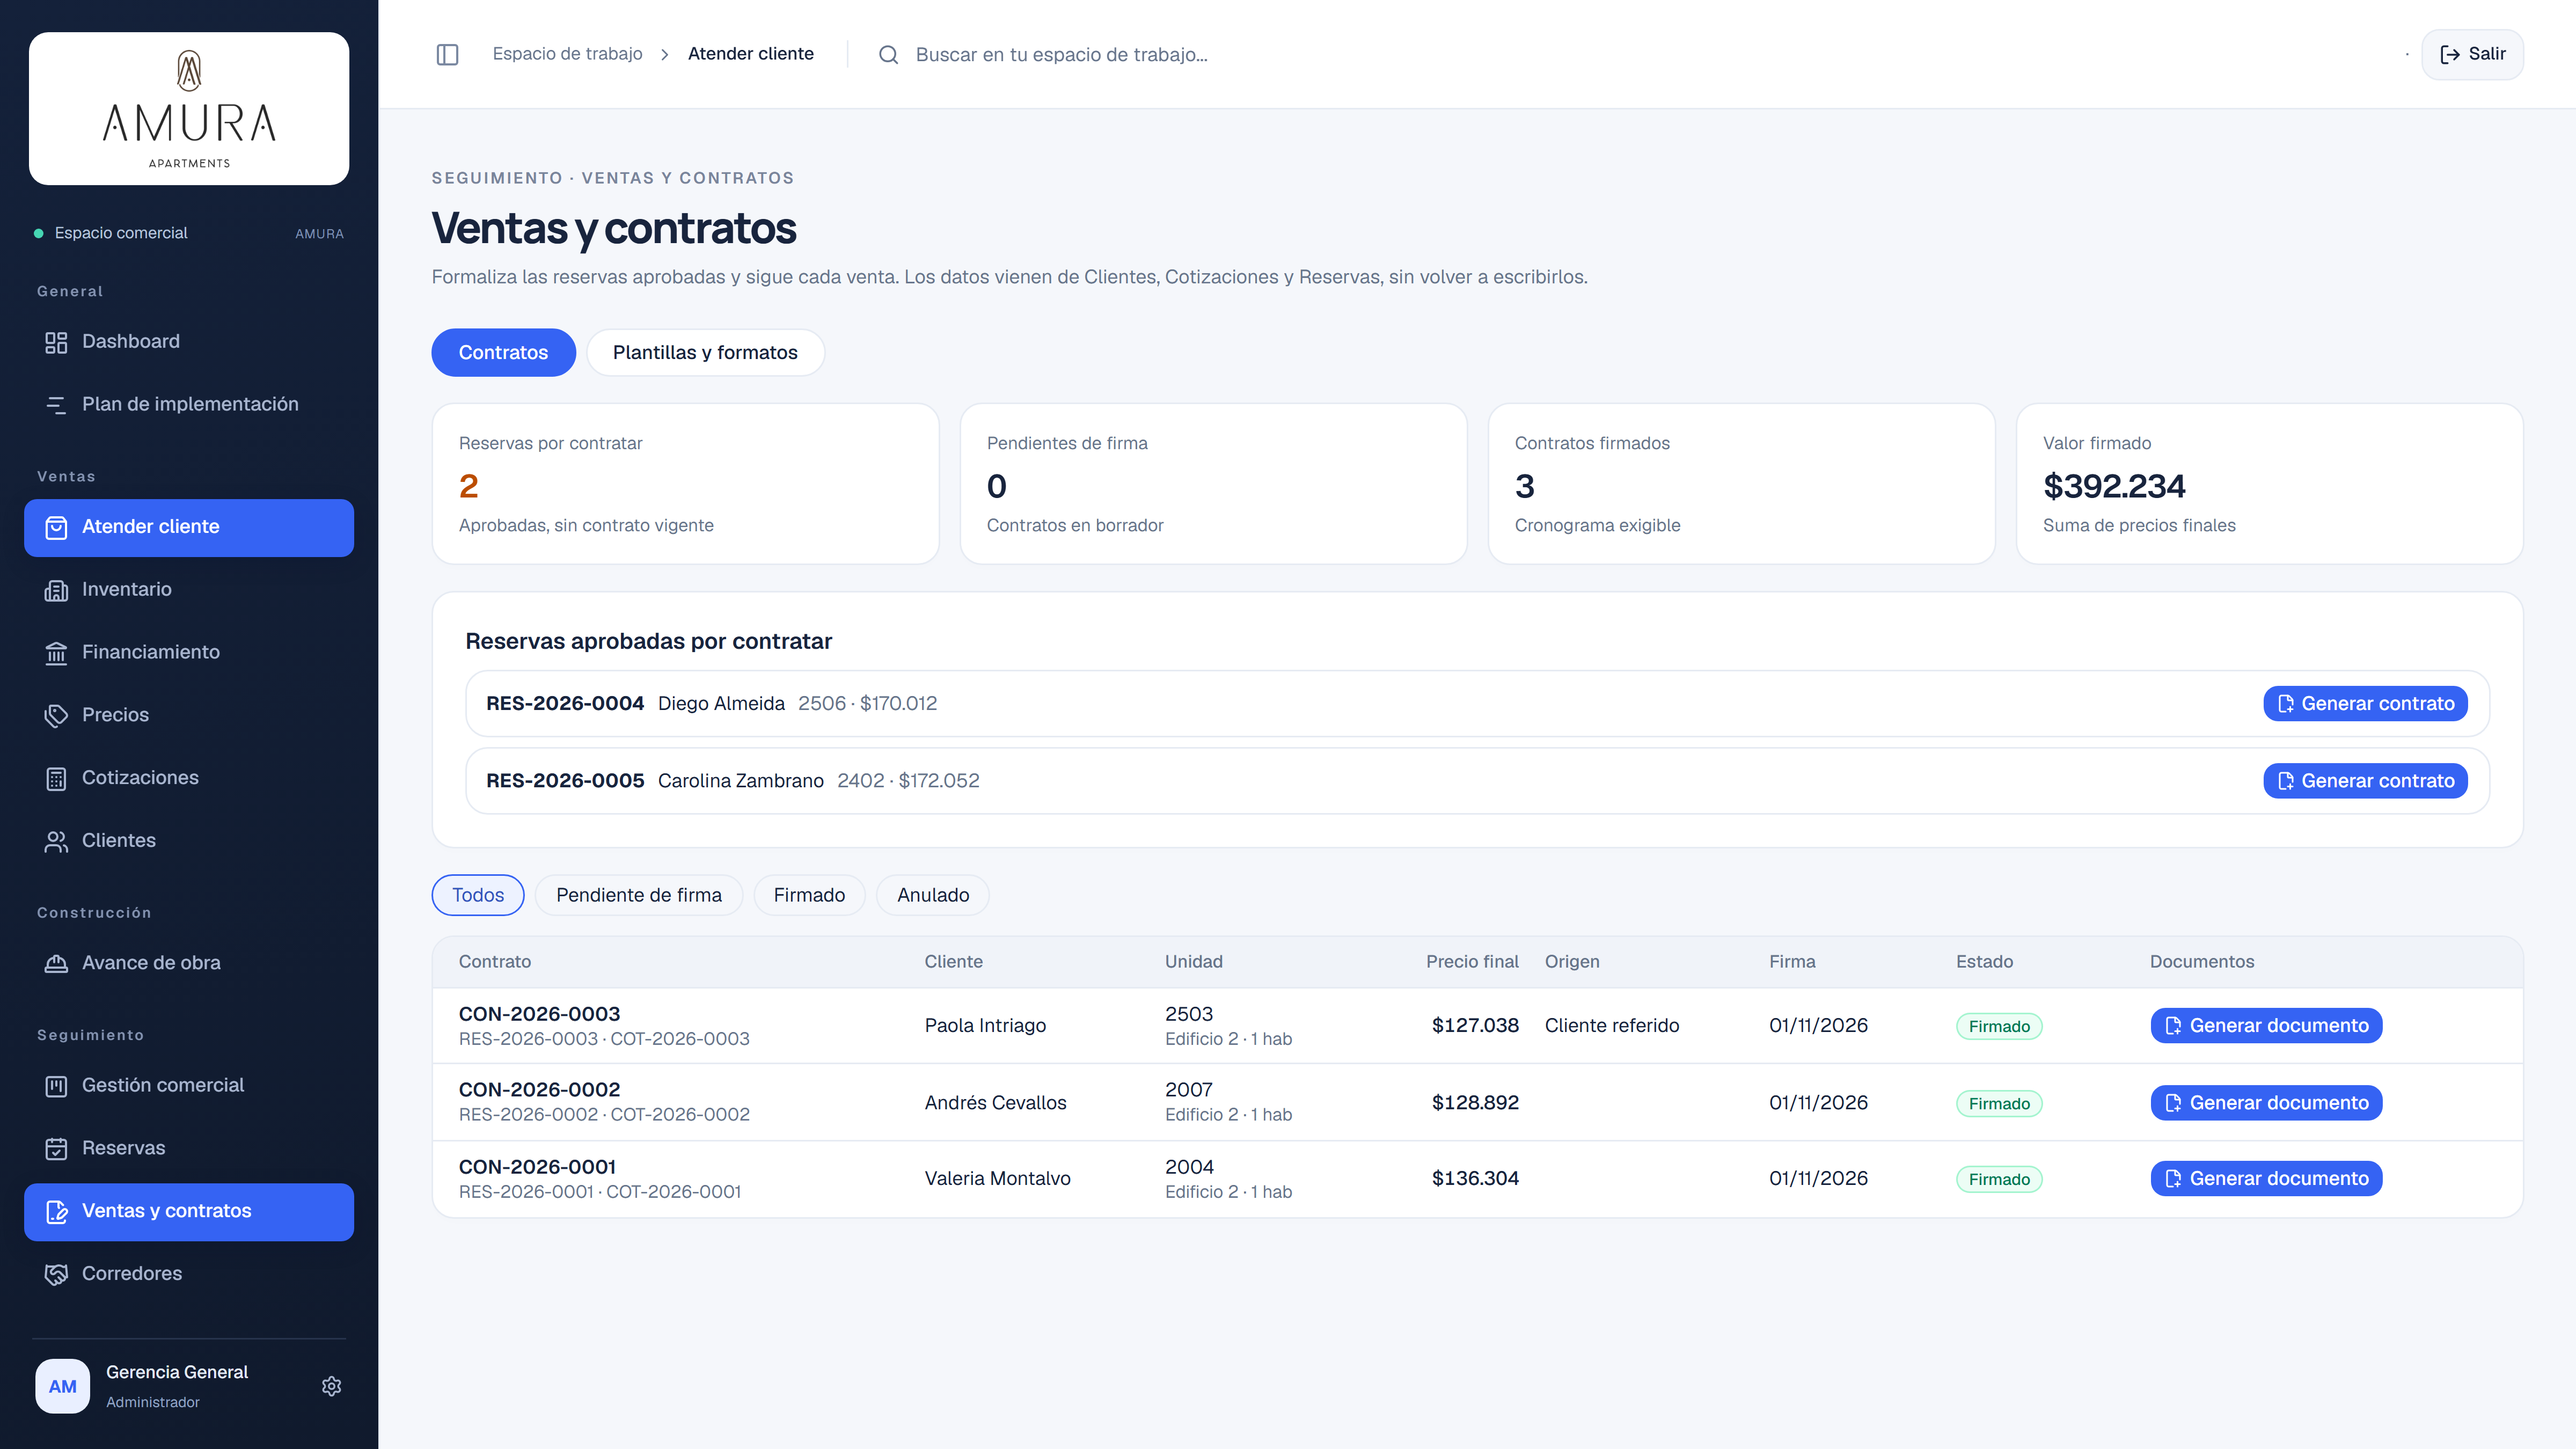 AMURA
APARTMENTS
Espacio comercial AMURA
General
Dashboard
Plan de implementación
Ventas
Atender cliente
Inventario
Financiamiento
Precios
Cotizaciones
Clientes
Construcción
Avance de obra
Seguimiento
Gestión comercial
Reservas
Ventas y contratos
Corredores
AM
Gerencia General
Administrador
Espacio de trabajo > Atender cliente
Buscar en tu espacio de trabajo...
· Salir
SEGUIMIENTO · VENTAS Y CONTRATOS
Ventas y contratos
Formaliza las reservas aprobadas y sigue cada venta. Los datos vienen de Clientes, Cotizaciones y Reservas, sin volver a escribirlos.
Contratos Plantillas y formatos
Reservas por contratar
2
Aprobadas, sin contrato vigente
Pendientes de firma
0
Contratos en borrador
Contratos firmados
3
Cronograma exigible
Valor firmado
$392.234
Suma de precios finales
Reservas aprobadas por contratar
RES-2026-0004 Diego Almeida 2506 · $170.012 Generar contrato
RES-2026-0005 Carolina Zambrano 2402 · $172.052 Generar contrato
Todos Pendiente de firma Firmado Anulado
Contrato Cliente Unidad Precio final Origen Firma Estado Documentos
CON-2026-0003
RES-2026-0003 · COT-2026-0003
Paola Intriago
2503
Edificio 2 · 1 hab
$127.038 Cliente referido 01/11/2026 Firmado Generar documento
CON-2026-0002
RES-2026-0002 · COT-2026-0002
Andrés Cevallos
2007
Edificio 2 · 1 hab
$128.892 01/11/2026 Firmado Generar documento
CON-2026-0001
RES-2026-0001 · COT-2026-0001
Valeria Montalvo
2004
Edificio 2 · 1 hab
$136.304 01/11/2026 Firmado Generar documento